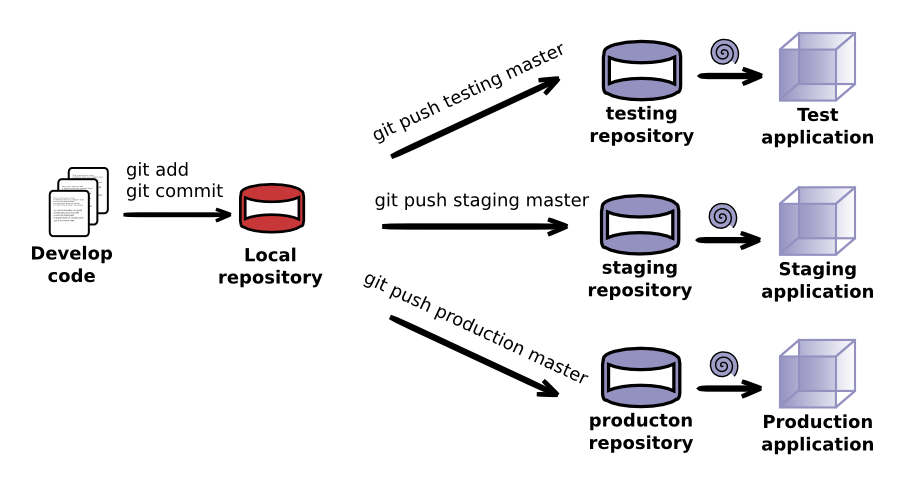 git push testing master
testing
repository
Test
application
git add
git commit
Develop
code
Local
repository
git push staging master
staging
repository
Staging
application
git push production master
producton
repository
Production
application